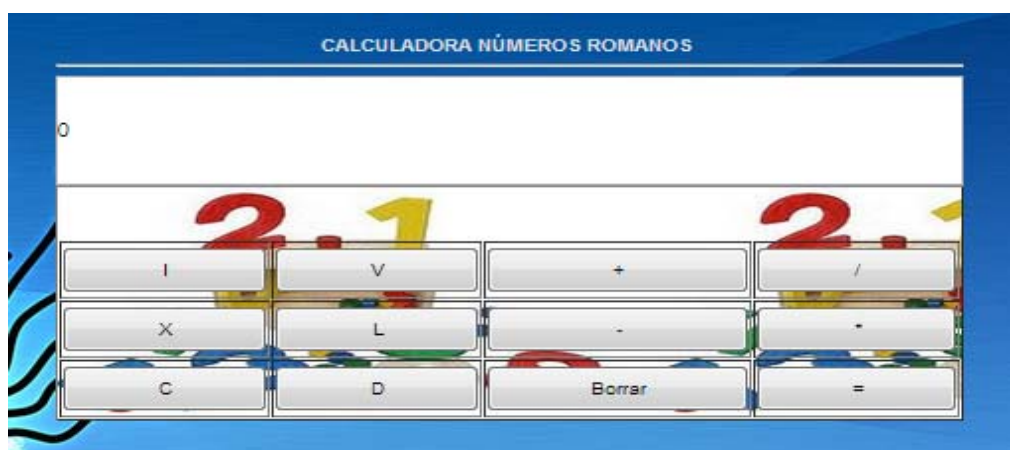 CALCULADORA NÚMEROS ROMANOS
0
I V + /
X L - *
C D Borrar =